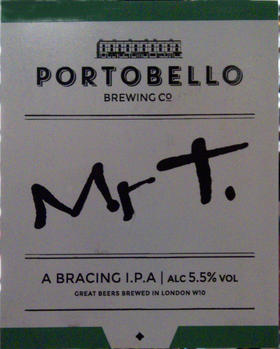 PORTOBELLO
BREWING Cº
Mr T.
A BRACING I.P.A | ALC 5.5% VOL
GREAT BEERS BREWED IN LONDON W10